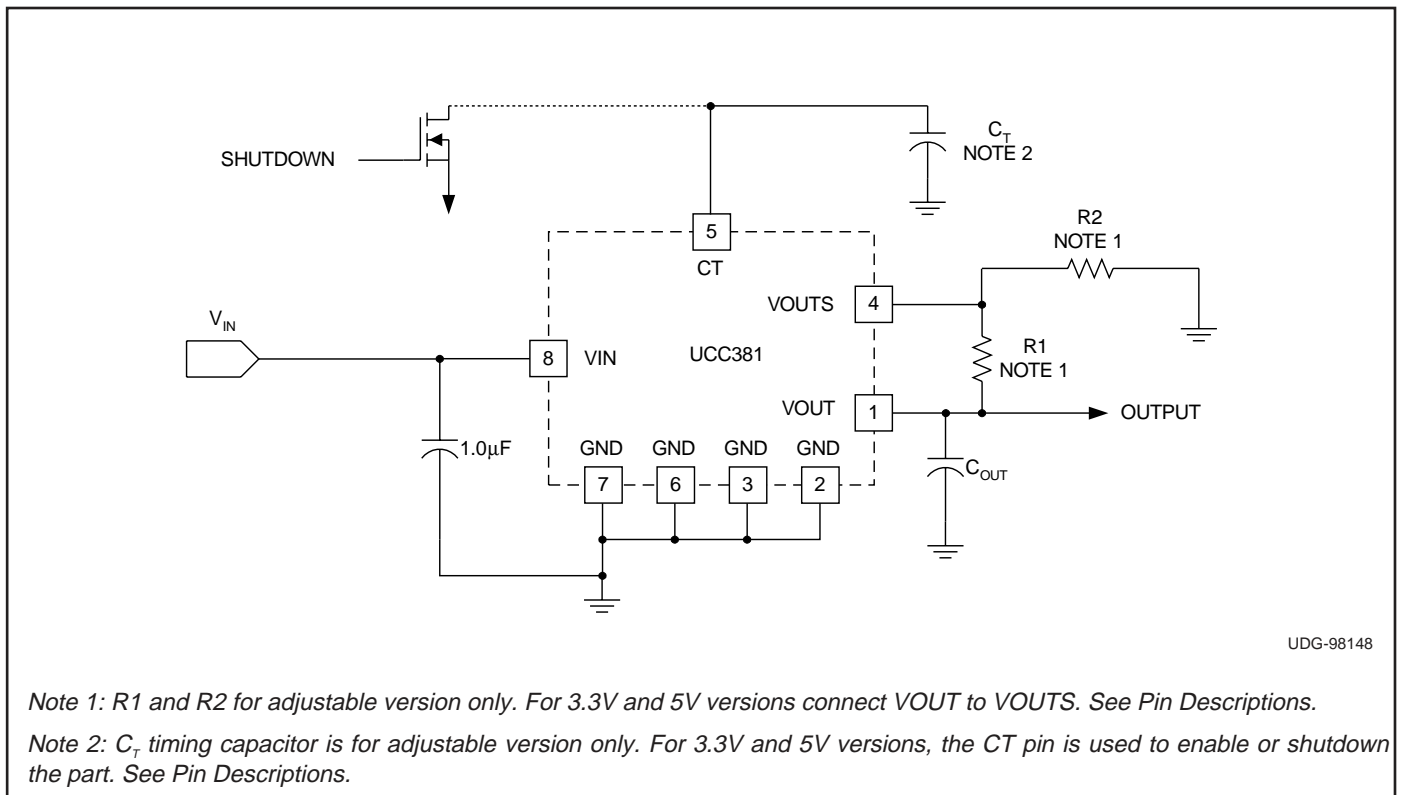 SHUTDOWN
C_T
NOTE 2
R2
NOTE 1
5
CT
VOUTS
4
V_IN
8
VIN
UCC381
R1
NOTE 1
VOUT
1
OUTPUT
1.0µF
GND
GND
GND
GND
7
6
3
2
C_OUT
UDG-98148
Note 1: R1 and R2 for adjustable version only. For 3.3V and 5V versions connect VOUT to VOUTS. See Pin Descriptions.
Note 2: C_T timing capacitor is for adjustable version only. For 3.3V and 5V versions, the CT pin is used to enable or shutdown
the part. See Pin Descriptions.